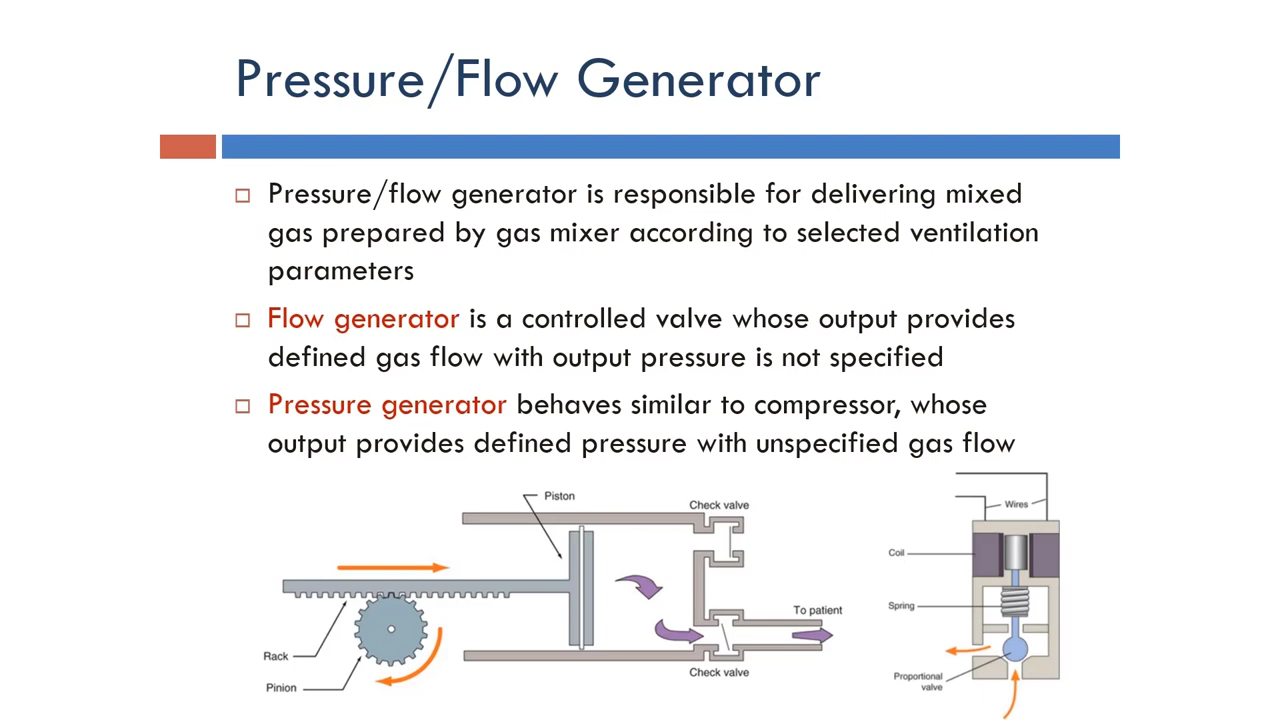 Pressure/Flow Generator
Pressure/flow generator is responsible for delivering mixed
gas prepared by gas mixer according to selected ventilation
parameters
Flow generator is a controlled valve whose output provides
defined gas flow with output pressure is not specified
Pressure generator behaves similar to compressor, whose
output provides defined pressure with unspecified gas flow
Piston
Check valve
To patient
Rack
Pinion
Check valve
Wires
Coil
Spring
Proportional
valve